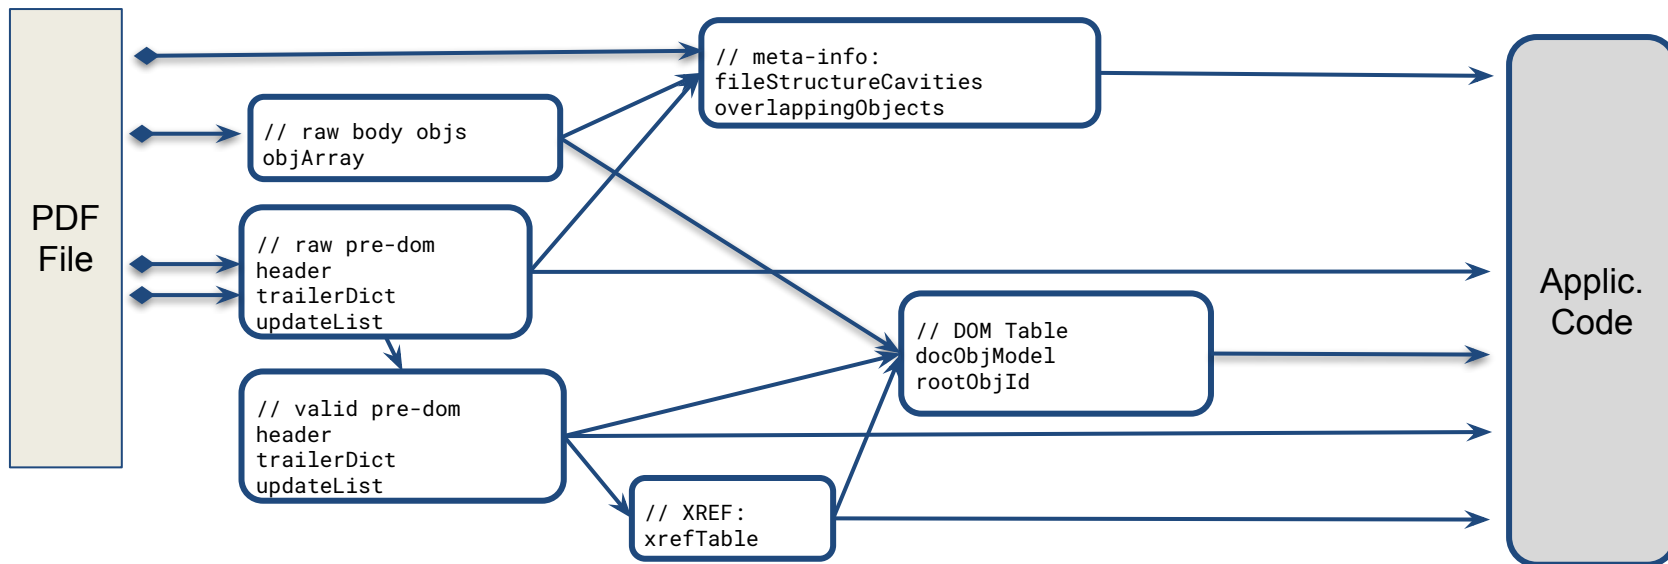 PDF
File
// meta-info:
fileStructureCavities
overlappingObjects
// raw body objs
objArray
// raw pre-dom
header
trailerDict
updateList
// valid pre-dom
header
trailerDict
updateList
// XREF:
xrefTable
// DOM Table
docObjModel
rootObjId
Applic.
Code